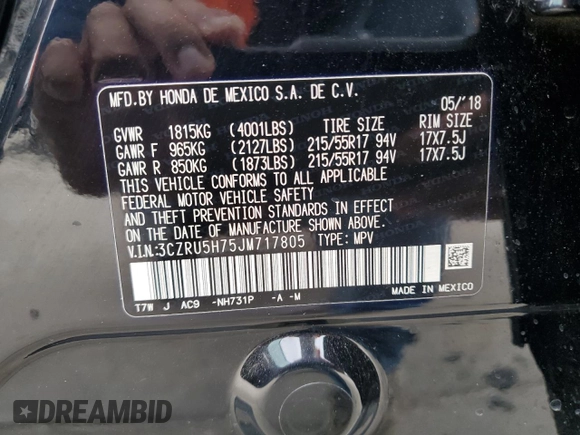 MFD.BY HONDA DE MEXICO S.A. DE C.V. 05/'18
GVWR 1815KG (4001LBS) TIRE SIZE RIM SIZE
GAWR F 965KG (2127LBS) 215/55R17 94V 17X7.5J
GAWR R 850KG (1873LBS) 215/55R17 94V 17X7.5J
THIS VEHICLE CONFORMS TO ALL APPLICABLE
FEDERAL MOTOR VEHICLE SAFETY
AND THEFT PREVENTION STANDARDS IN EFFECT
ON THE DATE OF MANUFACTURE SHOWN ABOVE.
V.I.N.:3CZRU5H75JM717805 TYPE: MPV
T7W J AC9 -NH731P -A -M MADE IN MEXICO
DREAMBID